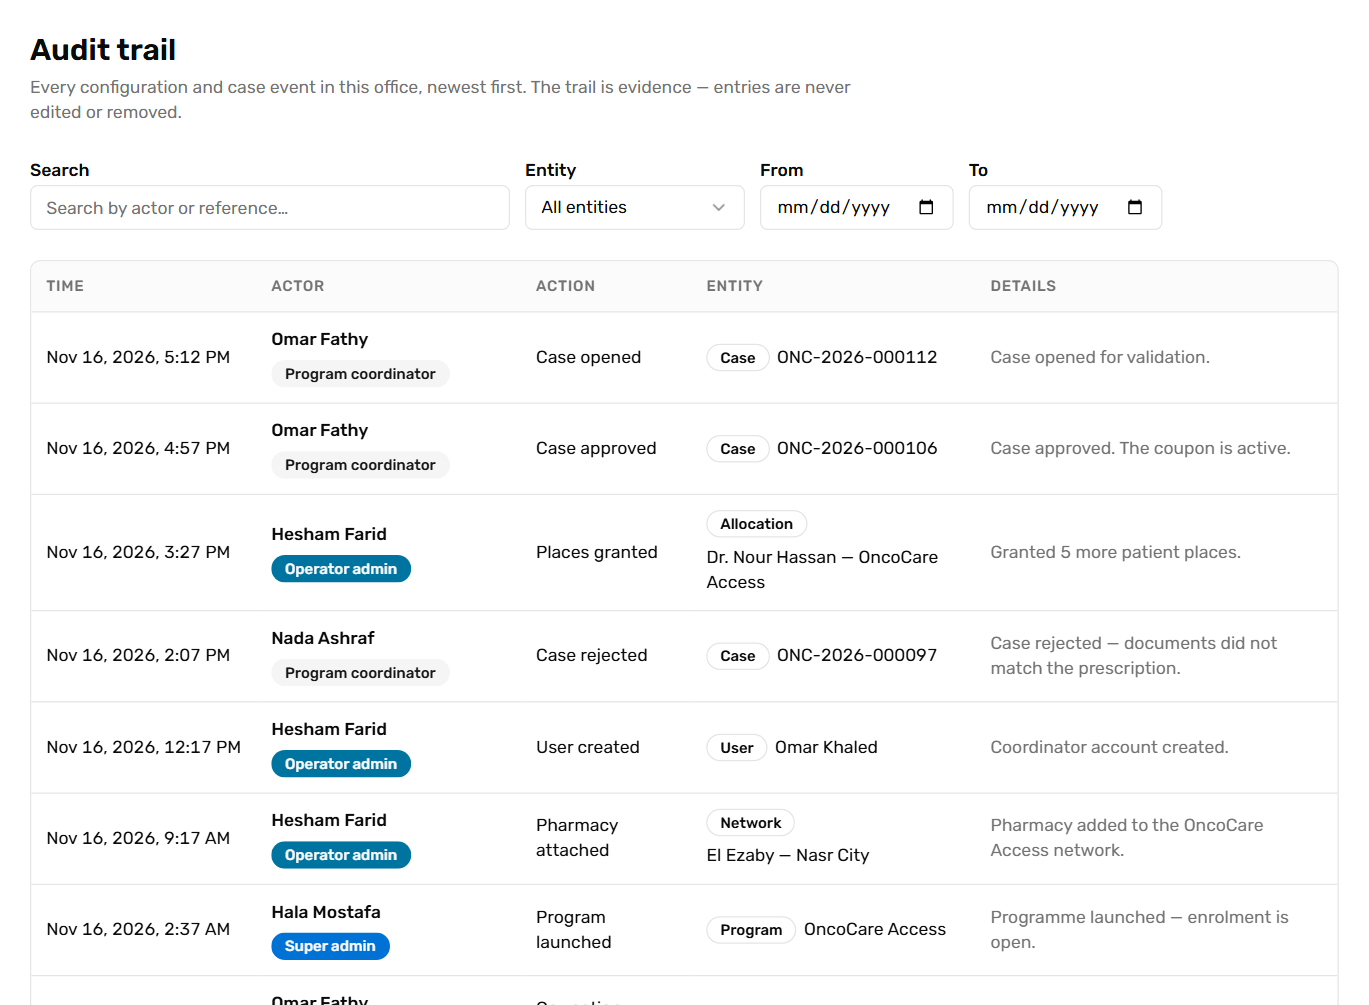 Audit trail
Every configuration and case event in this office, newest first. The trail is evidence — entries are never
edited or removed.
Search
Entity
From
To
Search by actor or reference…
All entities
mm/dd/yyyy
mm/dd/yyyy
TIME
ACTOR
ACTION
ENTITY
DETAILS
Nov 16, 2026, 5:12 PM
Omar Fathy
Program coordinator
Case opened
Case ONC-2026-000112
Case opened for validation.
Nov 16, 2026, 4:57 PM
Omar Fathy
Program coordinator
Case approved
Case ONC-2026-000106
Case approved. The coupon is active.
Nov 16, 2026, 3:27 PM
Hesham Farid
Operator admin
Places granted
Allocation
Dr. Nour Hassan — OncoCare
Access
Granted 5 more patient places.
Nov 16, 2026, 2:07 PM
Nada Ashraf
Program coordinator
Case rejected
Case ONC-2026-000097
Case rejected — documents did not
match the prescription.
Nov 16, 2026, 12:17 PM
Hesham Farid
Operator admin
User created
User Omar Khaled
Coordinator account created.
Nov 16, 2026, 9:17 AM
Hesham Farid
Operator admin
Pharmacy
attached
Network
El Ezaby — Nasr City
Pharmacy added to the OncoCare
Access network.
Nov 16, 2026, 2:37 AM
Hala Mostafa
Super admin
Program
launched
Program OncoCare Access
Programme launched — enrolment is
open.
Omar Fathy